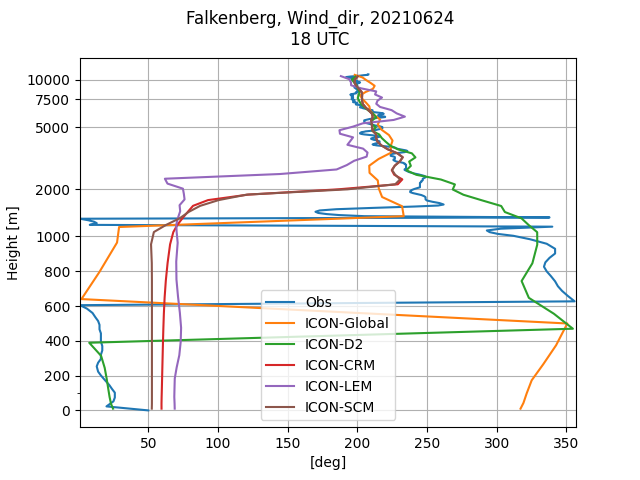 Falkenberg, Wind_dir, 20210624
18 UTC
10000
7500
5000
2000
1000
800
600
400
200
0
Height [m]
Obs
ICON-Global
ICON-D2
ICON-CRM
ICON-LEM
ICON-SCM
50 100 150 200 250 300 350
[deg]